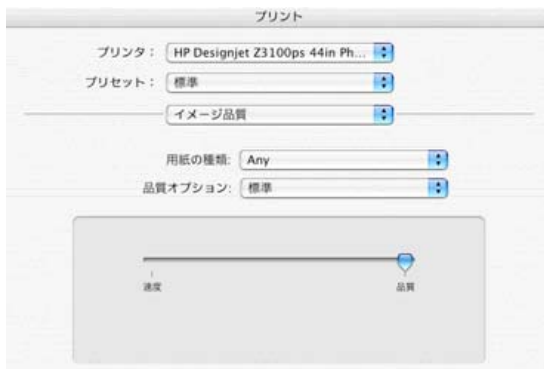 プリント
プリンタ： HP Designjet Z3100ps 44in Ph...
プリセット： 標準
イメージ品質
用紙の種類: Any
品質オプション: 標準
速度 品質